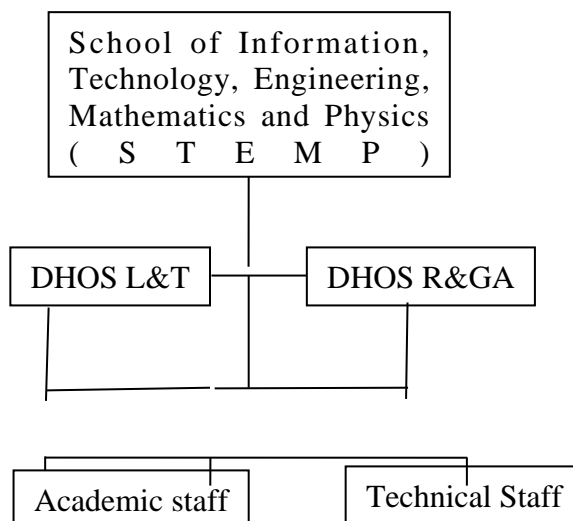 School of Information,
Technology, Engineering,
Mathematics and Physics
( S T E M P )
DHOS L&T
DHOS R&GA
Academic staff
Technical Staff